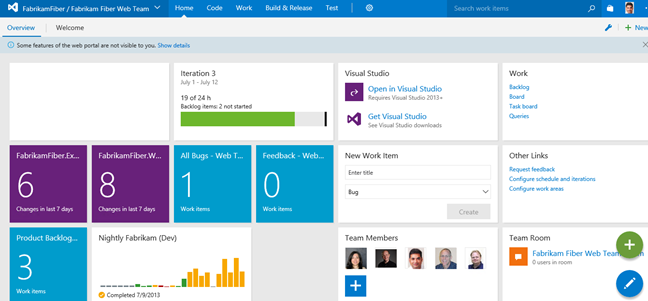 FabrikamFiber / Fabrikam Fiber Web Team
Home Code Work Build & Release Test
Search work items
Overview Welcome
New
Some features of the web portal are not visible to you. Show details
Iteration 3
July 1 - July 12
19 of 24 h
Backlog items: 2 not started
Visual Studio
Open in Visual Studio
Requires Visual Studio 2013+
Get Visual Studio
See Visual Studio downloads
Work
Backlog
Board
Task board
Queries
FabrikamFiber.Ex...
6
Changes in last 7 days
FabrikamFiber.W...
8
Changes in last 7 days
All Bugs - Web T...
1
Work items
Feedback - Web...
0
Work items
New Work Item
Enter title
Bug
Create
Other Links
Request feedback
Configure schedule and iterations
Configure work areas
Product Backlog...
3
Work items
Nightly Fabrikam (Dev)
Completed 7/9/2013
Team Members
Team Room
Fabrikam Fiber Web Team
0 users in room